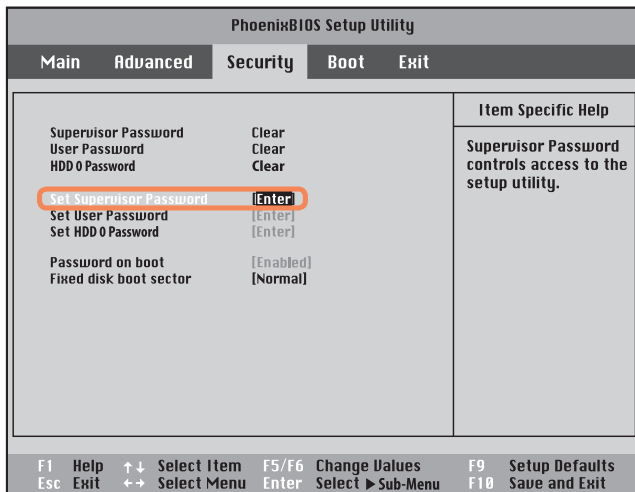 PhoenixBIOS Setup Utility
Main Advanced Security Boot Exit
Item Specific Help
Supervisor Password controls access to the setup utility.
Supervisor Password Clear
User Password Clear
HDD 0 Password Clear
Set Supervisor Password [Enter]
Set User Password [Enter]
Set HDD 0 Password [Enter]
Password on boot [Enabled]
Fixed disk boot sector [Normal]
F1 Help ↑↓ Select Item F5/F6 Change Values F9 Setup Defaults
Esc Exit ←→ Select Menu Enter Select ▶ Sub-Menu F10 Save and Exit